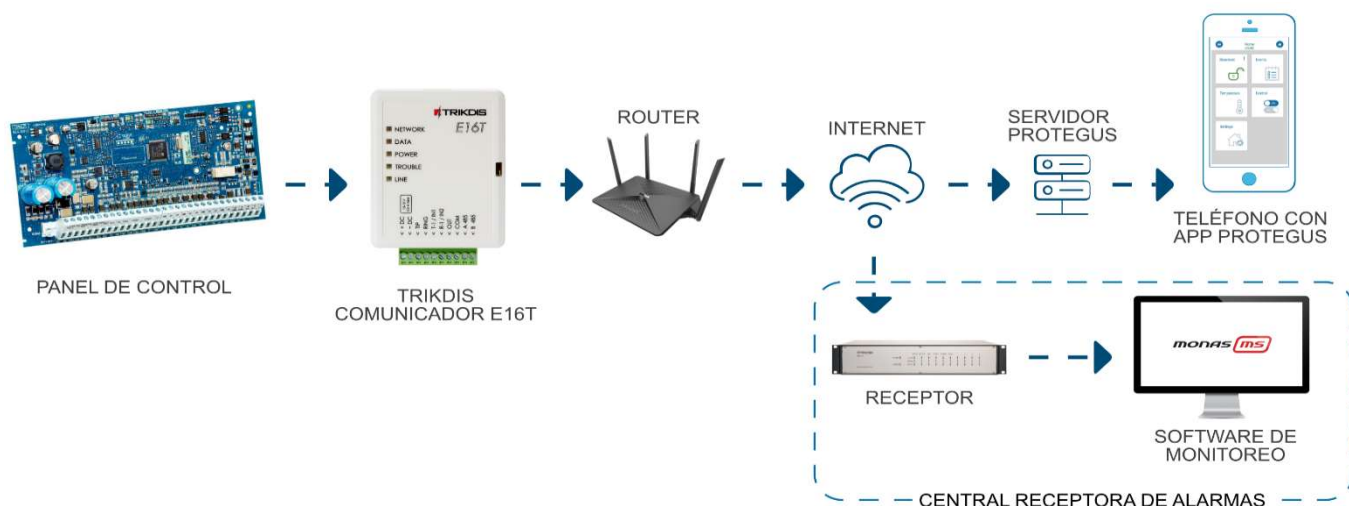 PANEL DE CONTROL
TRIKDIS
E16T
NETWORK
DATA
POWER
TROUBLE
LINE
TRIKDIS
COMUNICADOR E16T
ROUTER
INTERNET
SERVIDOR
PROTEGUS
TELÉFONO CON
APP PROTEGUS
RECEPTOR
MONAS MS
SOFTWARE DE
MONITOREO
CENTRAL RECEPTORA DE ALARMAS